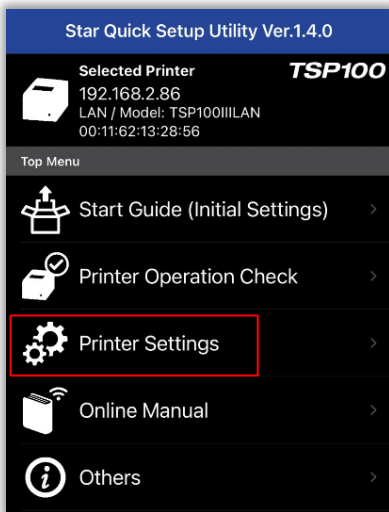 Star Quick Setup Utility Ver.1.4.0
Selected Printer
TSP100
192.168.2.86
LAN / Model: TSP100IIILAN
00:11:62:13:28:56
Top Menu
Start Guide (Initial Settings)
Printer Operation Check
Printer Settings
Online Manual
Others